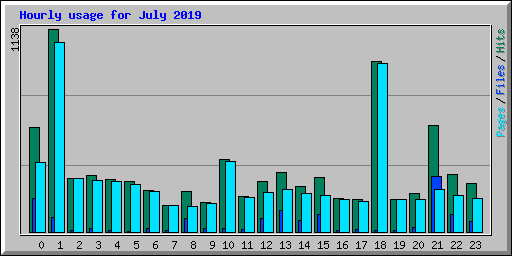 Hourly usage for July 2019
1138
Pages/Files/Hits
0 1 2 3 4 5 6 7 8 9 10 11 12 13 14 15 16 17 18 19 20 21 22 23